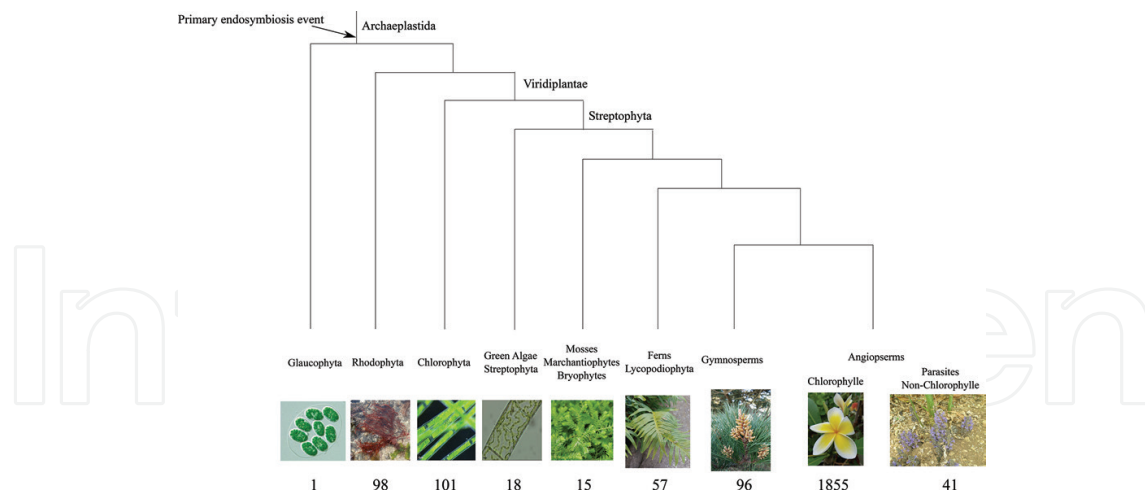 Primary endosymbiosis event
Archaeplastida
Viridiplantae
Streptophyta
Glaucophyta
Rhodophyta
Chlorophyta
Green Algae
Streptophyta
Mosses
Marchantiophytes
Bryophytes
Ferns
Lycopodiophyta
Gymnosperms
Angiopserms
Chlorophylle
Parasites
Non-Chlorophylle
1 98 101 18 15 57 96 1855 41